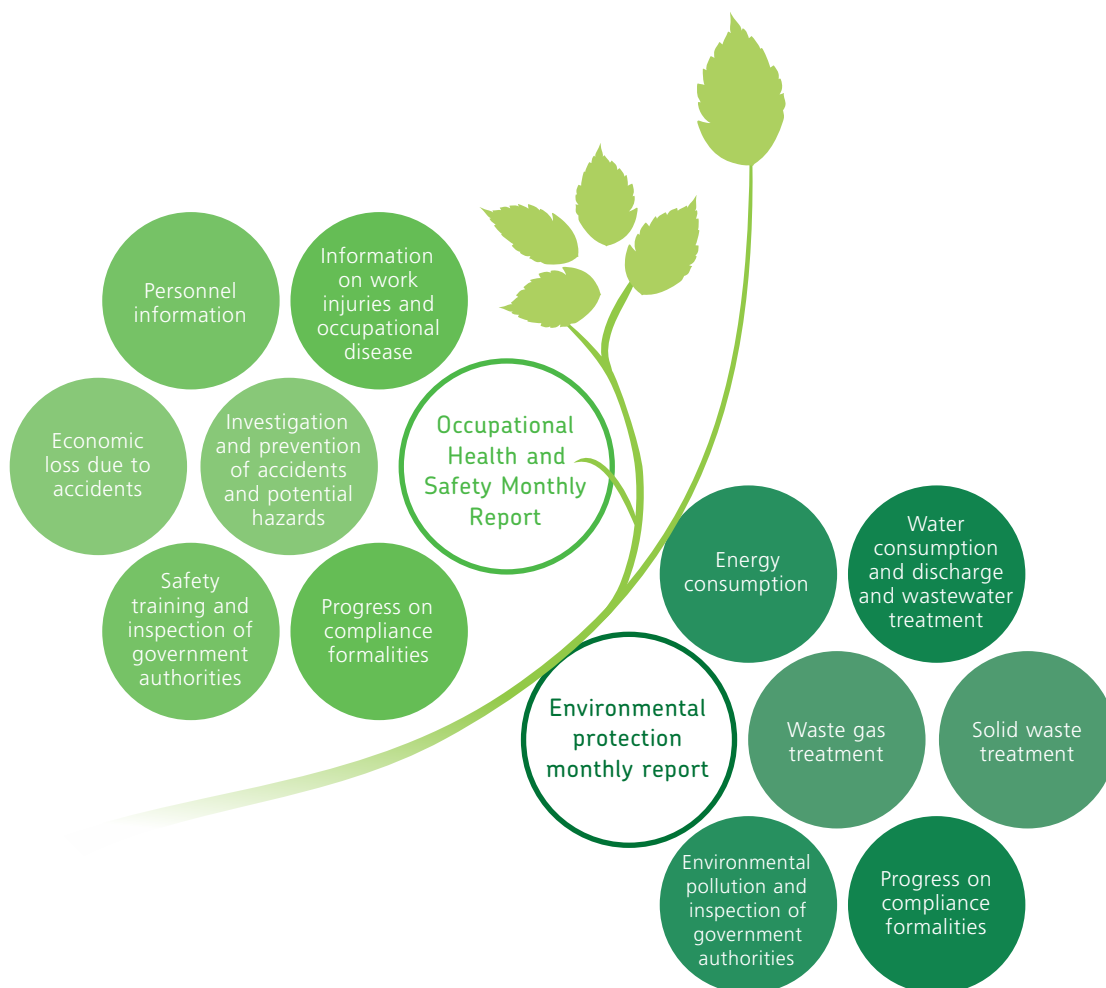 Personnel
information
Information
on work
injuries and
occupational
disease
Economic
loss due to
accidents
Investigation
and prevention
of accidents
and potential
hazards
Occupational
Health and
Safety Monthly
Report
Safety
training and
inspection of
government
authorities
Progress on
compliance
formalities
Energy
consumption
Water
consumption
and discharge
and wastewater
treatment
Environmental
protection
monthly report
Waste gas
treatment
Solid waste
treatment
Environmental
pollution and
inspection of
government
authorities
Progress on
compliance
formalities